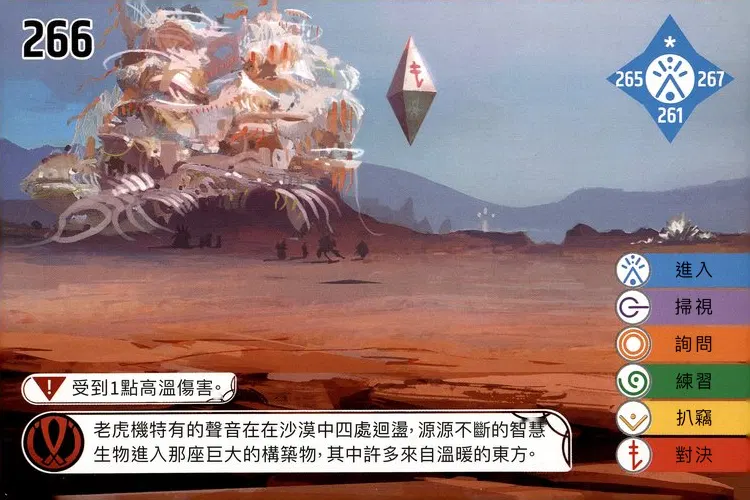 266
*
265 267
261
進入
掃視
詢問
練習
扒竊
對決
受到1點高溫傷害。
老虎機特有的聲音在在沙漠中四處迴盪,源源不斷的智慧
生物進入那座巨大的構築物,其中許多來自溫暖的東方。